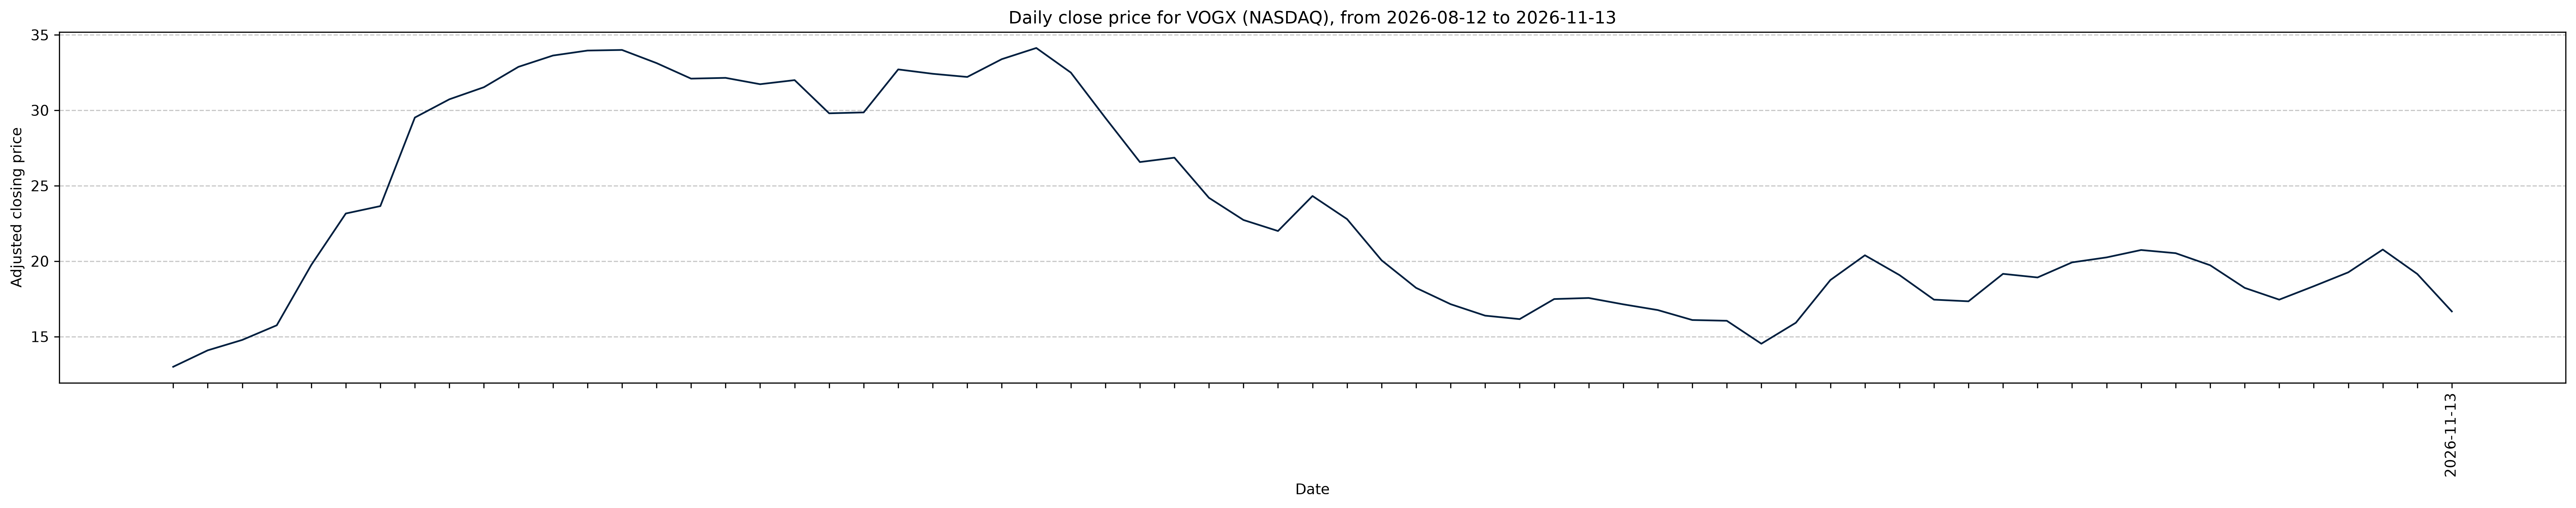 Daily close price for VOGX (NASDAQ), from 2026-08-12 to 2026-11-13
Adjusted closing price
35
30
25
20
15
2026-11-13
Date